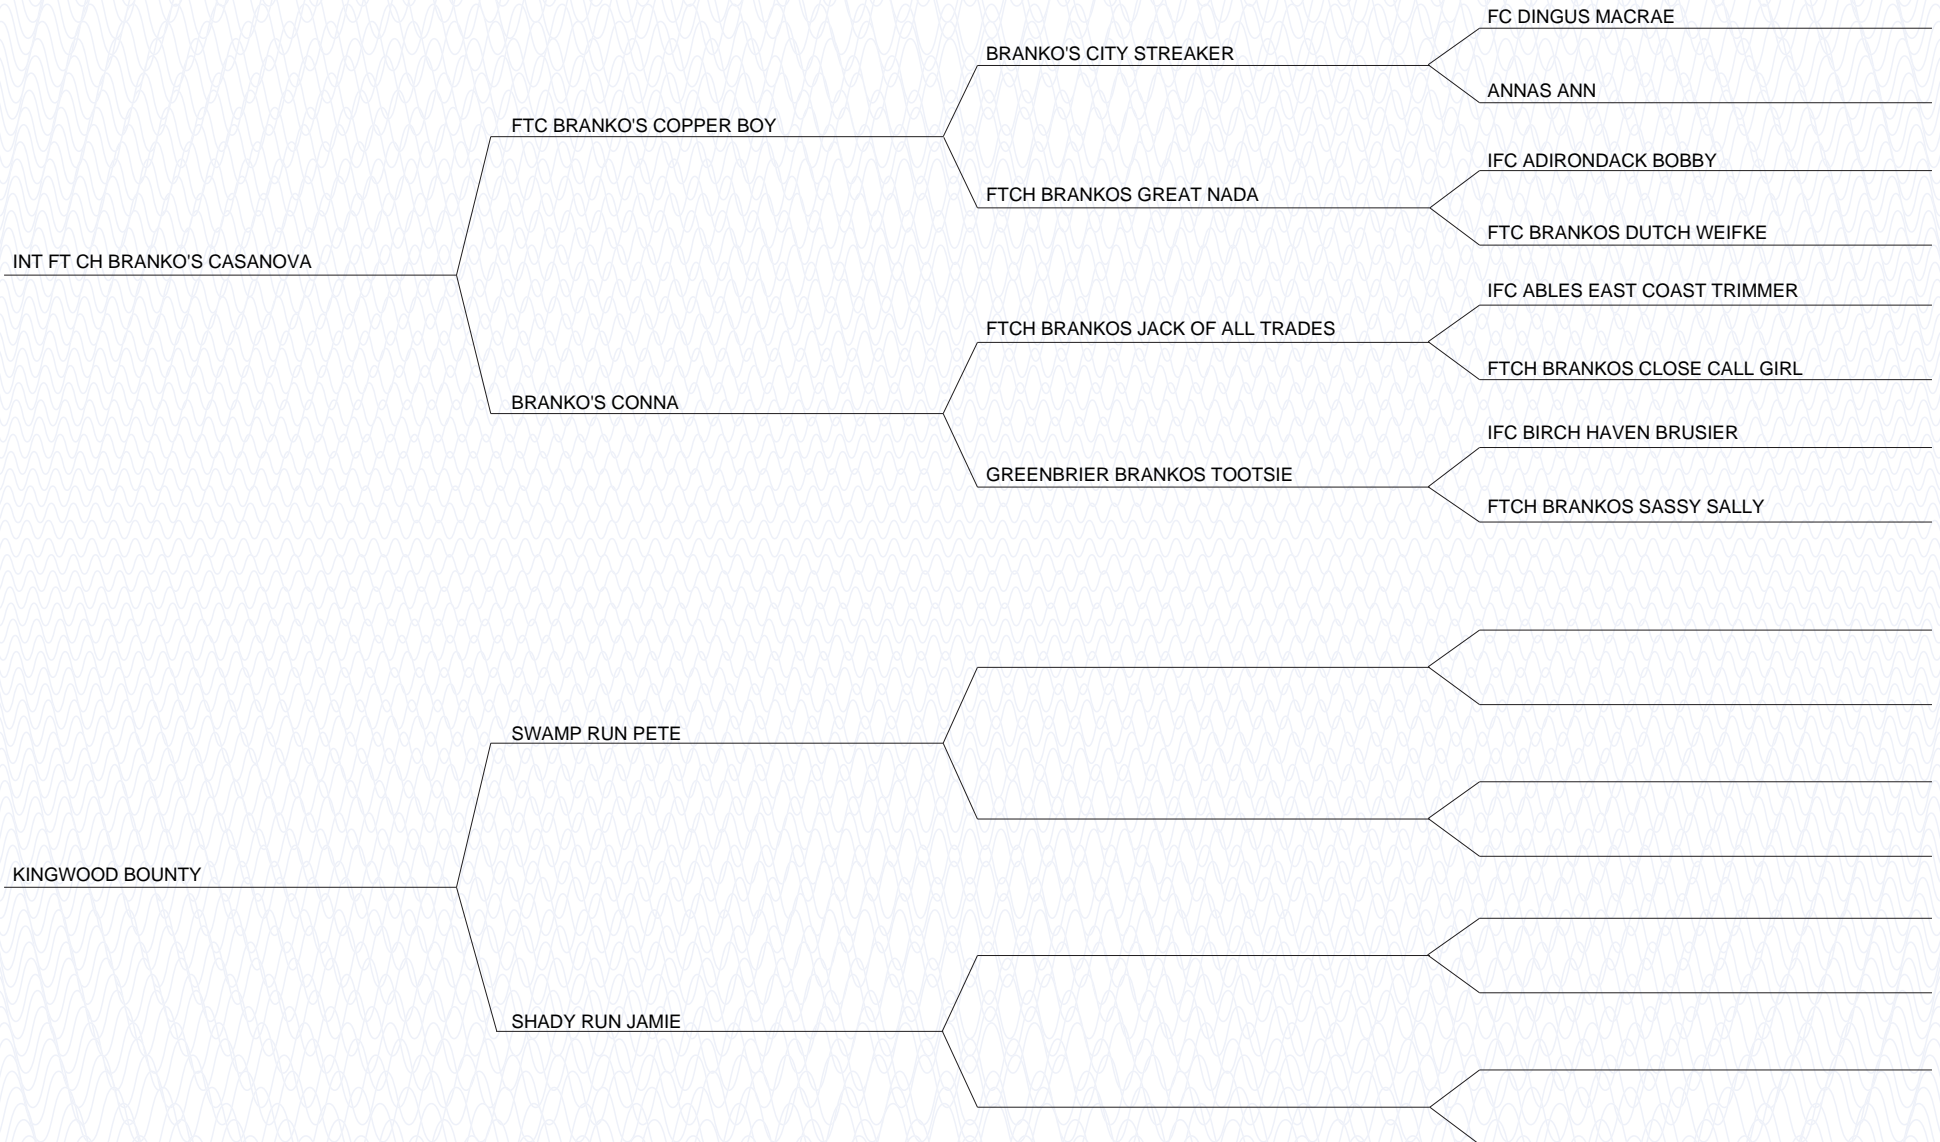 FC DINGUS MACRAE
BRANKO'S CITY STREAKER
ANNAS ANN
FTC BRANKO'S COPPER BOY
IFC ADIRONDACK BOBBY
FTCH BRANKOS GREAT NADA
FTC BRANKOS DUTCH WEIFKE
INT FT CH BRANKO'S CASANOVA
IFC ABLES EAST COAST TRIMMER
FTCH BRANKOS JACK OF ALL TRADES
FTCH BRANKOS CLOSE CALL GIRL
BRANKO'S CONNA
IFC BIRCH HAVEN BRUSIER
GREENBRIER BRANKOS TOOTSIE
FTCH BRANKOS SASSY SALLY
SWAMP RUN PETE
KINGWOOD BOUNTY
SHADY RUN JAMIE